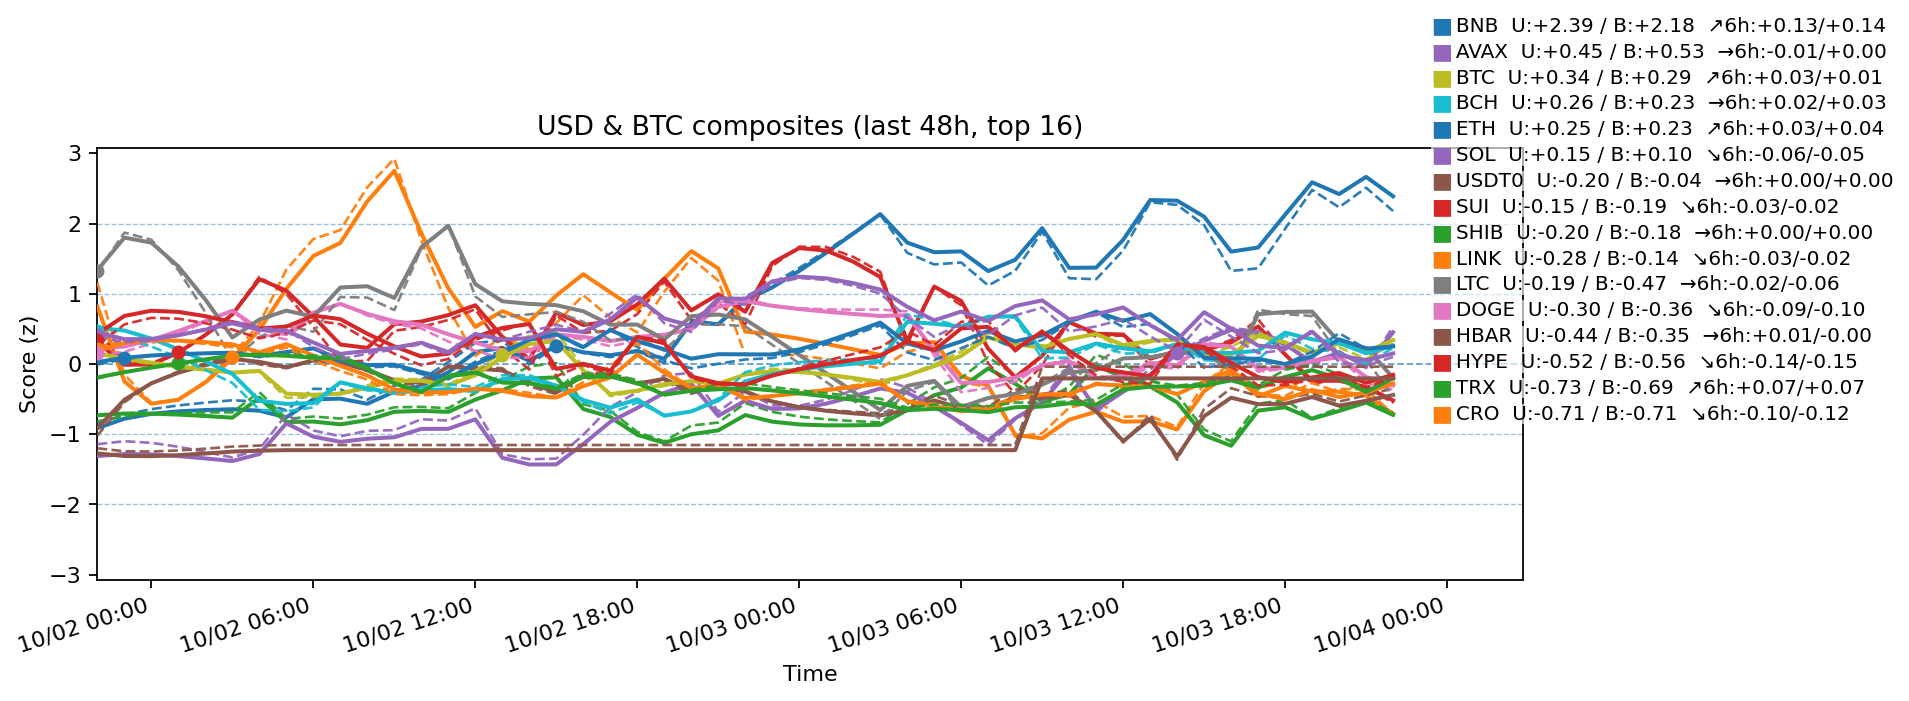 BNB  U:+2.39 / B:+2.18  ↗6h:+0.13/+0.14
AVAX  U:+0.45 / B:+0.53  →6h:-0.01/+0.00
BTC  U:+0.34 / B:+0.29  ↗6h:+0.03/+0.01
BCH  U:+0.26 / B:+0.23  →6h:+0.02/+0.03
ETH  U:+0.25 / B:+0.23  ↗6h:+0.03/+0.04
SOL  U:+0.15 / B:+0.10  ↘6h:-0.06/-0.05
USDT0  U:-0.20 / B:-0.04  →6h:+0.00/+0.00
SUI  U:-0.15 / B:-0.19  ↘6h:-0.03/-0.02
SHIB  U:-0.20 / B:-0.18  →6h:+0.00/+0.00
LINK  U:-0.28 / B:-0.14  ↘6h:-0.03/-0.02
LTC  U:-0.19 / B:-0.47  →6h:-0.02/-0.06
DOGE  U:-0.30 / B:-0.36  ↘6h:-0.09/-0.10
HBAR  U:-0.44 / B:-0.35  →6h:+0.01/-0.00
HYPE  U:-0.52 / B:-0.56  ↘6h:-0.14/-0.15
TRX  U:-0.73 / B:-0.69  ↗6h:+0.07/+0.07
CRO  U:-0.71 / B:-0.71  ↘6h:-0.10/-0.12
USD & BTC composites (last 48h, top 16)
Score (z)
3
2
1
0
−1
−2
−3
10/02 00:00
10/02 06:00
10/02 12:00
10/02 18:00
10/03 00:00
10/03 06:00
10/03 12:00
10/03 18:00
10/04 00:00
Time